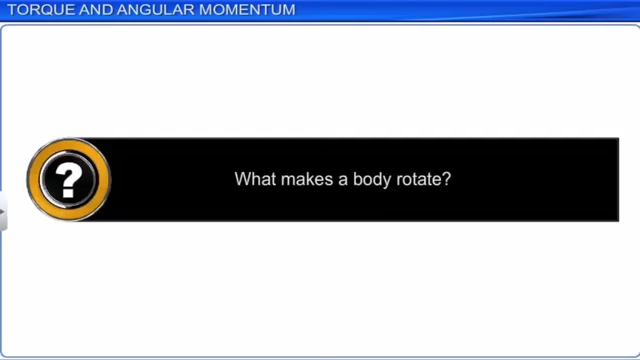 TORQUE AND ANGULAR MOMENTUM
?
What makes a body rotate?